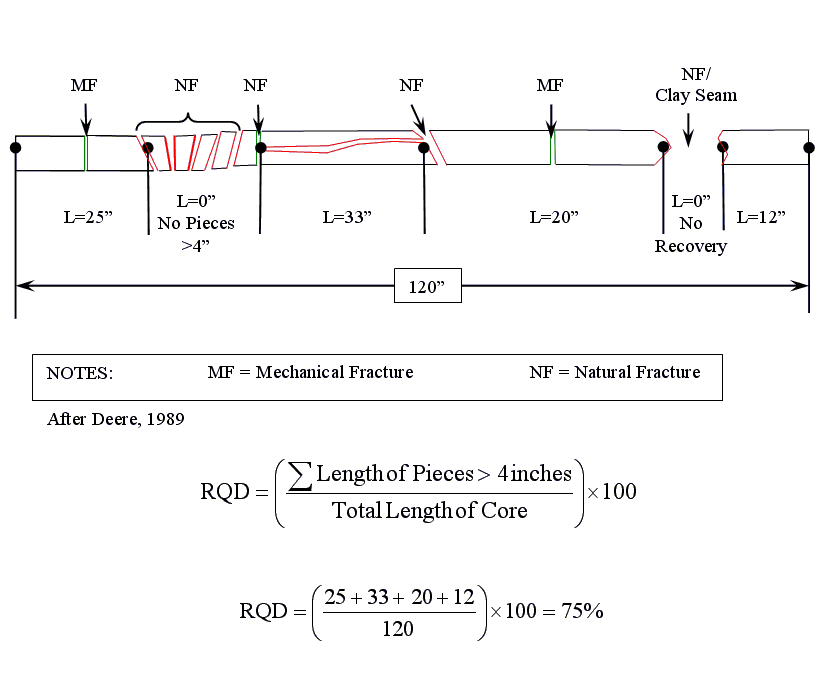 MF NF NF NF MF NF/
Clay Seam
L=25” L=0” L=33” L=20” L=0” L=12”
No Pieces No
>4” Recovery
120”
NOTES: MF = Mechanical Fracture NF = Natural Fracture
After Deere, 1989
RQD = ( ∑ Length of Pieces > 4 inches / Total Length of Core ) × 100
RQD = ( 25 + 33 + 20 + 12 / 120 ) × 100 = 75%